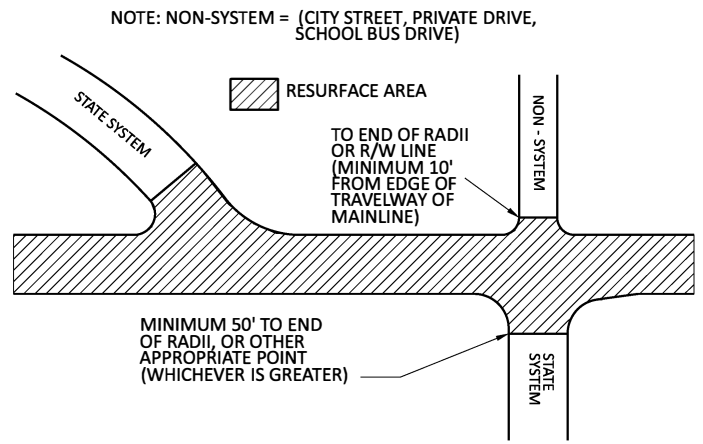 NOTE: NON-SYSTEM = (CITY STREET, PRIVATE DRIVE,
SCHOOL BUS DRIVE)
STATE SYSTEM
RESURFACE AREA
NON - SYSTEM
TO END OF RADII
OR R/W LINE
(MINIMUM 10'
FROM EDGE OF
TRAVELWAY OF
MAINLINE)
MINIMUM 50' TO END
OF RADII, OR OTHER
APPROPRIATE POINT
(WHICHEVER IS GREATER)
STATE
SYSTEM